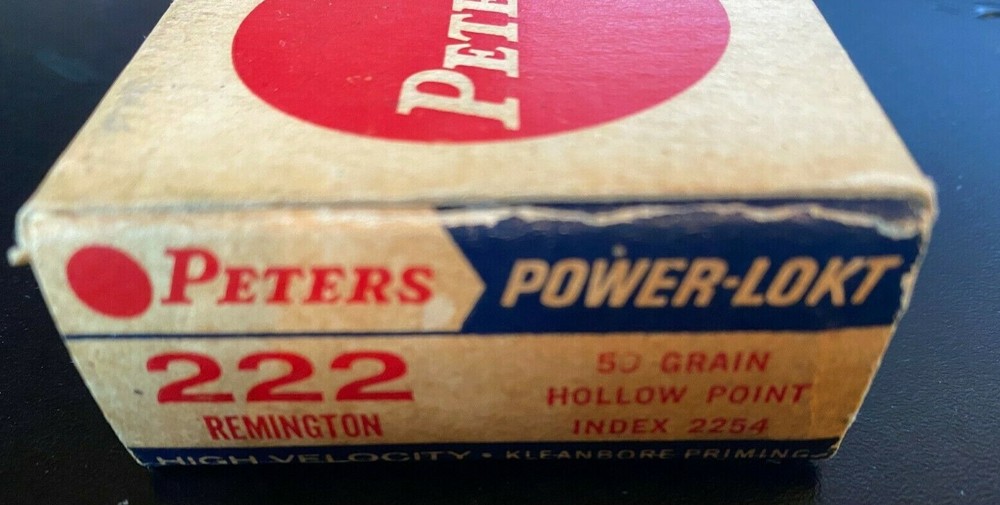 PETE
PETERS POWER-LOKT
222
REMINGTON
50 GRAIN
HOLLOW POINT
INDEX 2254
HIGH VELOCITY • KLEANBORE PRIMING